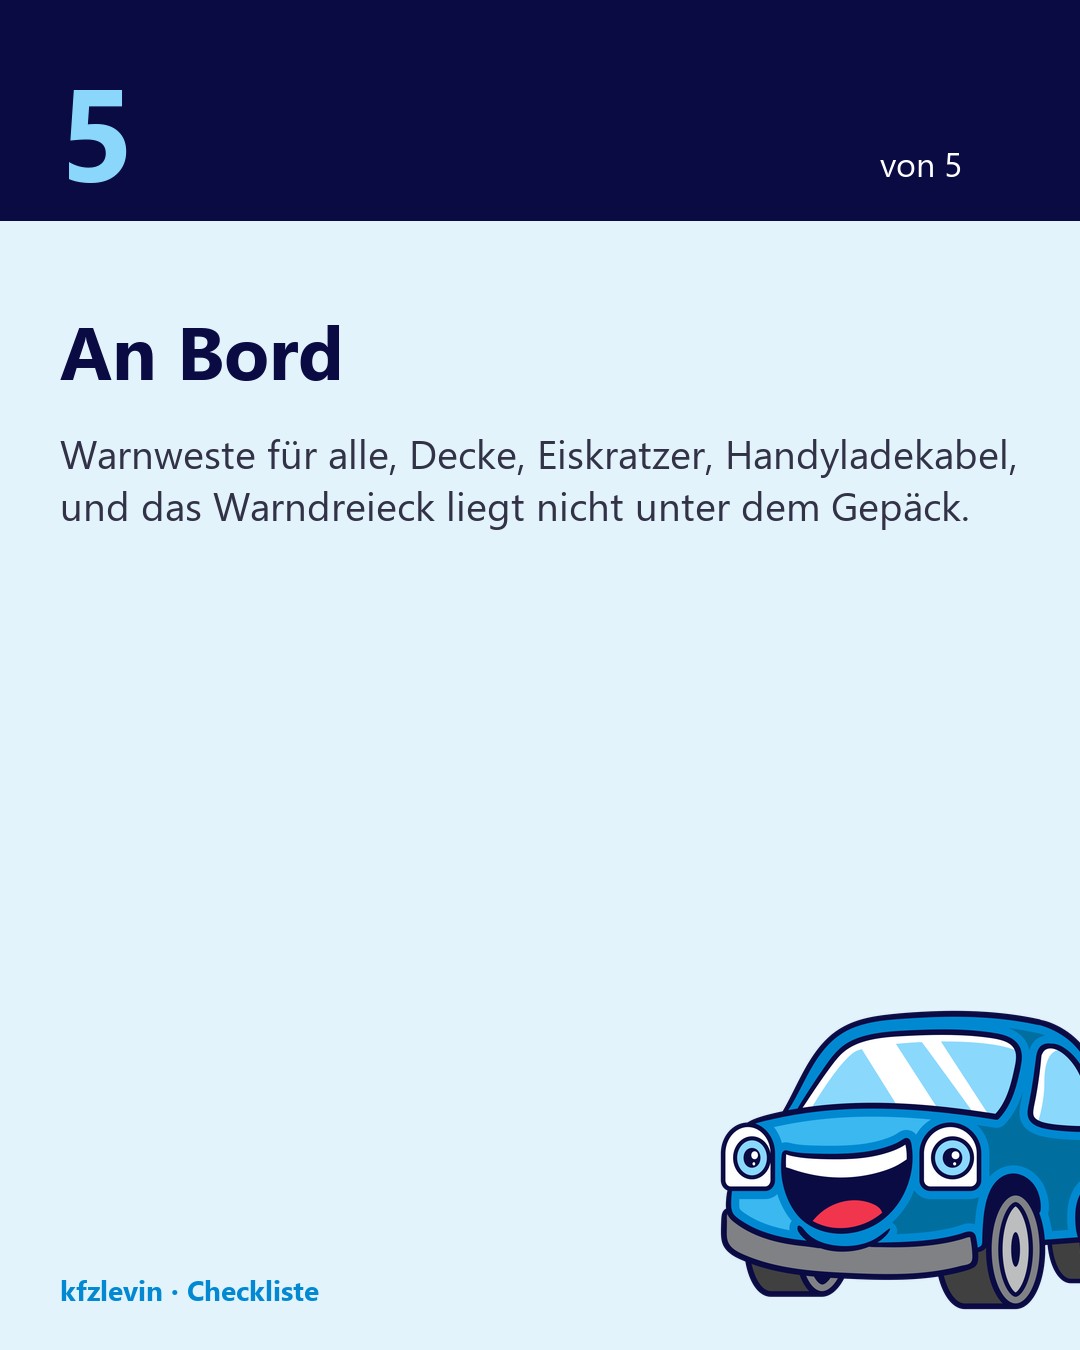 5
von 5
An Bord
Warnweste für alle, Decke, Eiskratzer, Handyladekabel,
und das Warndreieck liegt nicht unter dem Gepäck.
kfzlevin · Checkliste